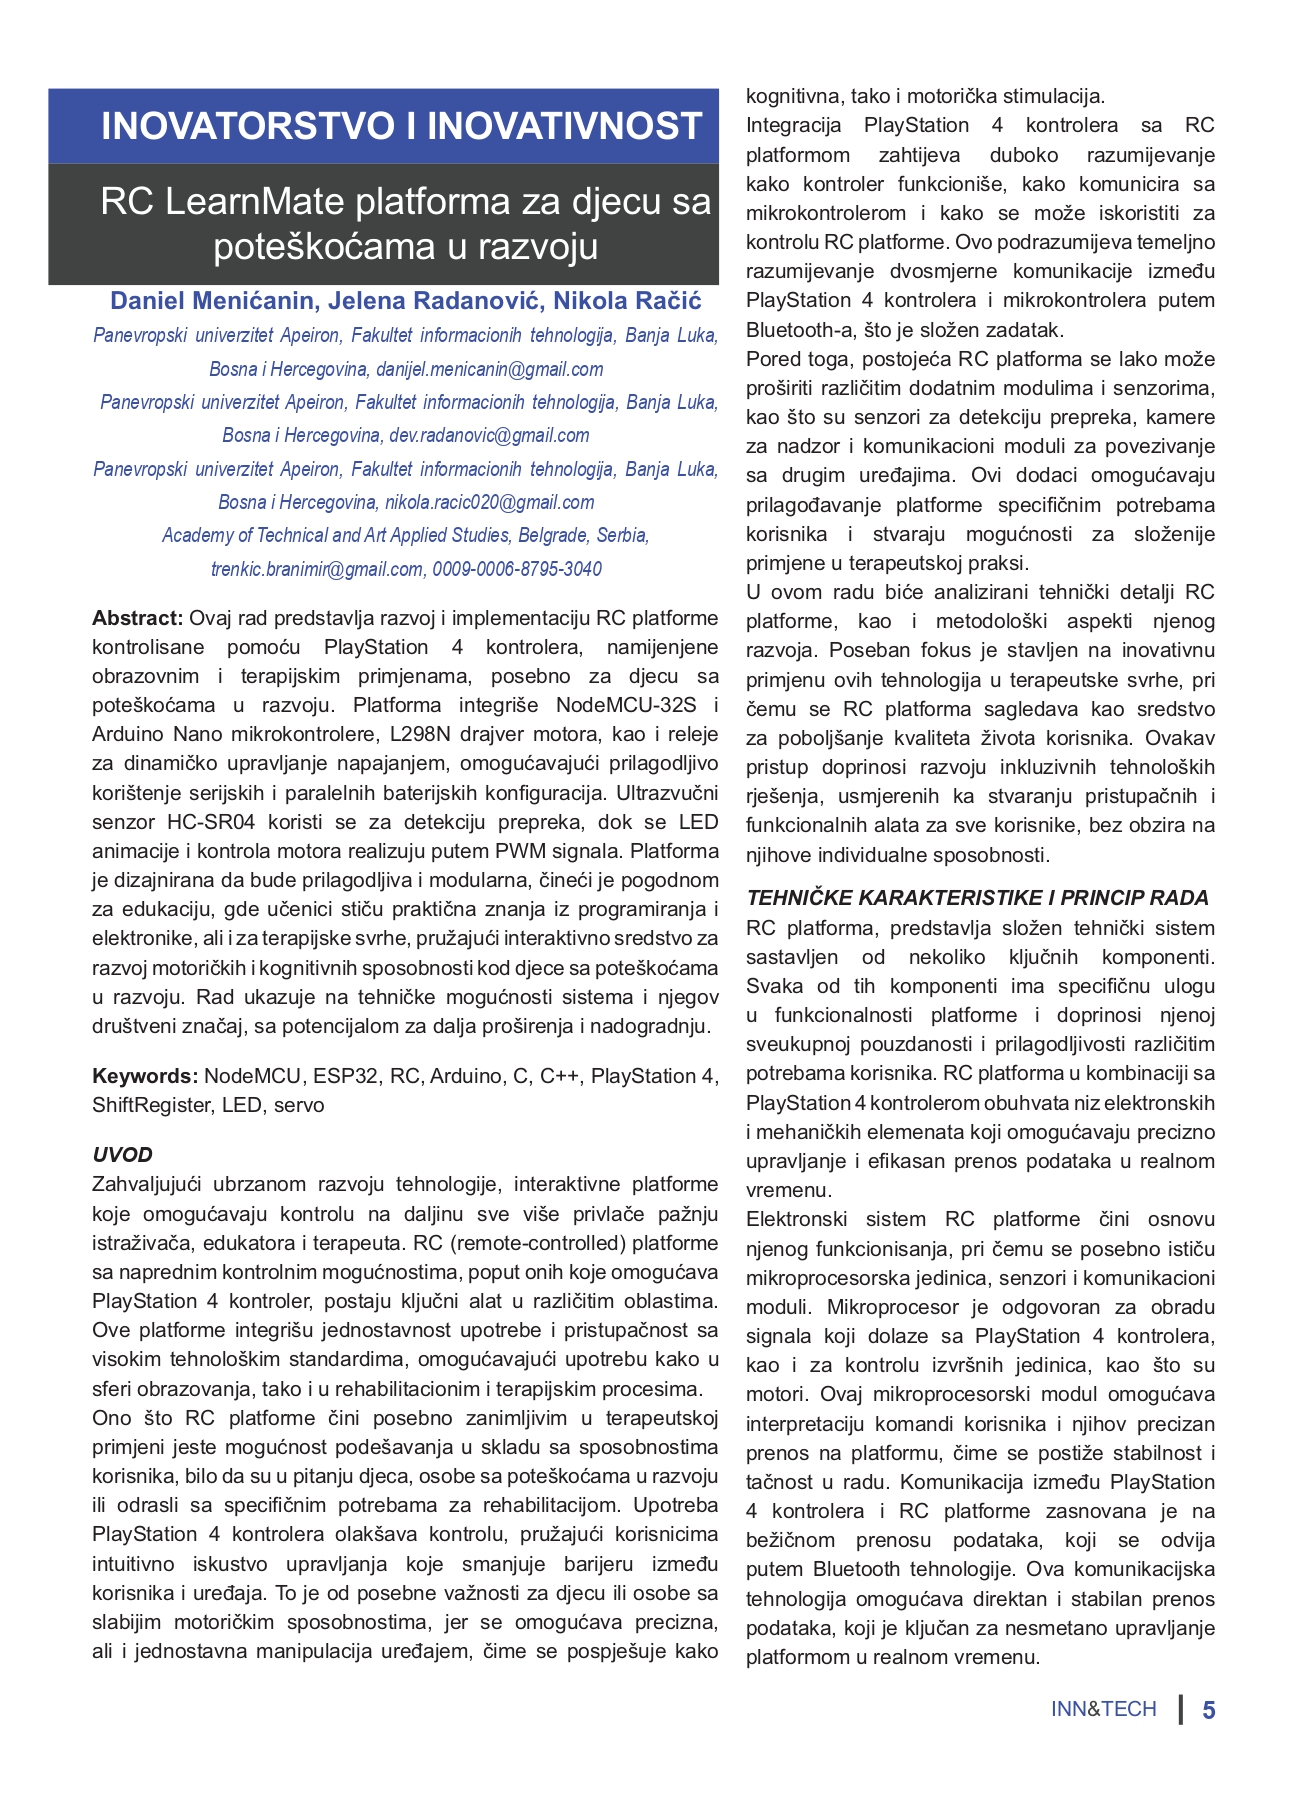 INOVATORSTVO I INOVATIVNOST
RC LearnMate platforma za djecu sa
poteškoćama u razvoju
Daniel Menićanin, Jelena Radanović, Nikola Račić
Panevropski univerzitet Apeiron, Fakultet informacionih tehnologija, Banja Luka,
Bosna i Hercegovina, danijel.menicanin@gmail.com
Panevropski univerzitet Apeiron, Fakultet informacionih tehnologija, Banja Luka,
Bosna i Hercegovina, dev.radanovic@gmail.com
Panevropski univerzitet Apeiron, Fakultet informacionih tehnologija, Banja Luka,
Bosna i Hercegovina, nikola.racic020@gmail.com
Academy of Technical and Art Applied Studies, Belgrade, Serbia,
trenkic.branimir@gmail.com, 0009-0006-8795-3040
Abstract: Ovaj rad predstavlja razvoj i implementaciju RC platforme
kontrolisane pomoću PlayStation 4 kontrolera, namijenjene
obrazovnim i terapijskim primjenama, posebno za djecu sa
poteškoćama u razvoju. Platforma integriše NodeMCU-32S i
Arduino Nano mikrokontrolere, L298N drajver motora, kao i releje
za dinamičko upravljanje napajanjem, omogućavajući prilagodljivo
korištenje serijskih i paralelnih baterijskih konfiguracija. Ultrazvučni
senzor HC-SR04 koristi se za detekciju prepreka, dok se LED
animacije i kontrola motora realizuju putem PWM signala. Platforma
je dizajnirana da bude prilagodljiva i modularna, čineći je pogodnom
za edukaciju, gde učenici stiču praktična znanja iz programiranja i
elektronike, ali i za terapijske svrhe, pružajući interaktivno sredstvo za
razvoj motoričkih i kognitivnih sposobnosti kod djece sa poteškoćama
u razvoju. Rad ukazuje na tehničke mogućnosti sistema i njegov
društveni značaj, sa potencijalom za dalja proširenja i nadogradnju.
Keywords: NodeMCU, ESP32, RC, Arduino, C, C++, PlayStation 4,
ShiftRegister, LED, servo
UVOD
Zahvaljujući ubrzanom razvoju tehnologije, interaktivne platforme
koje omogućavaju kontrolu na daljinu sve više privlače pažnju
istraživača, edukatora i terapeuta. RC (remote-controlled) platforme
sa naprednim kontrolnim mogućnostima, poput onih koje omogućava
PlayStation 4 kontroler, postaju ključni alat u različitim oblastima.
Ove platforme integrišu jednostavnost upotrebe i pristupačnost sa
visokim tehnološkim standardima, omogućavajući upotrebu kako u
sferi obrazovanja, tako i u rehabilitacionim i terapijskim procesima.
Ono što RC platforme čini posebno zanimljivim u terapeutskoj
primjeni jeste mogućnost podešavanja u skladu sa sposobnostima
korisnika, bilo da su u pitanju djeca, osobe sa poteškoćama u razvoju
ili odrasli sa specifičnim potrebama za rehabilitacijom. Upotreba
PlayStation 4 kontrolera olakšava kontrolu, pružajući korisnicima
intuitivno iskustvo upravljanja koje smanjuje barijeru između
korisnika i uređaja. To je od posebne važnosti za djecu ili osobe sa
slabijim motoričkim sposobnostima, jer se omogućava precizna,
ali i jednostavna manipulacija uređajem, čime se pospješuje kako
kognitivna, tako i motorička stimulacija.
Integracija PlayStation 4 kontrolera sa RC
platformom zahtijeva duboko razumijevanje
kako kontroler funkcioniše, kako komunicira sa
mikrokontrolerom i kako se može iskoristiti za
kontrolu RC platforme. Ovo podrazumijeva temeljno
razumijevanje dvosmjerne komunikacije između
PlayStation 4 kontrolera i mikrokontrolera putem
Bluetooth-a, što je složen zadatak.
Pored toga, postojeća RC platforma se lako može
proširiti različitim dodatnim modulima i senzorima,
kao što su senzori za detekciju prepreka, kamere
za nadzor i komunikacioni moduli za povezivanje
sa drugim uređajima. Ovi dodaci omogućavaju
prilagođavanje platforme specifičnim potrebama
korisnika i stvaraju mogućnosti za složenije
primjene u terapeutskoj praksi.
U ovom radu biće analizirani tehnički detalji RC
platforme, kao i metodološki aspekti njenog
razvoja. Poseban fokus je stavljen na inovativnu
primjenu ovih tehnologija u terapeutske svrhe, pri
čemu se RC platforma sagledava kao sredstvo
za poboljšanje kvaliteta života korisnika. Ovakav
pristup doprinosi razvoju inkluzivnih tehnoloških
rješenja, usmjerenih ka stvaranju pristupačnih i
funkcionalnih alata za sve korisnike, bez obzira na
njihove individualne sposobnosti.
TEHNIČKE KARAKTERISTIKE I PRINCIP RADA
RC platforma, predstavlja složen tehnički sistem
sastavljen od nekoliko ključnih komponenti.
Svaka od tih komponenti ima specifičnu ulogu
u funkcionalnosti platforme i doprinosi njenoj
sveukupnoj pouzdanosti i prilagodljivosti različitim
potrebama korisnika. RC platforma u kombinaciji sa
PlayStation 4 kontrolerom obuhvata niz elektronskih
i mehaničkih elemenata koji omogućavaju precizno
upravljanje i efikasan prenos podataka u realnom
vremenu.
Elektronski sistem RC platforme čini osnovu
njenog funkcionisanja, pri čemu se posebno ističu
mikroprocesorska jedinica, senzori i komunikacioni
moduli. Mikroprocesor je odgovoran za obradu
signala koji dolaze sa PlayStation 4 kontrolera,
kao i za kontrolu izvršnih jedinica, kao što su
motori. Ovaj mikroprocesorski modul omogućava
interpretaciju komandi korisnika i njihov precizan
prenos na platformu, čime se postiže stabilnost i
tačnost u radu. Komunikacija između PlayStation
4 kontrolera i RC platforme zasnovana je na
bežičnom prenosu podataka, koji se odvija
putem Bluetooth tehnologije. Ova komunikacijska
tehnologija omogućava direktan i stabilan prenos
podataka, koji je ključan za nesmetano upravljanje
platformom u realnom vremenu.
INN&TECH | 5